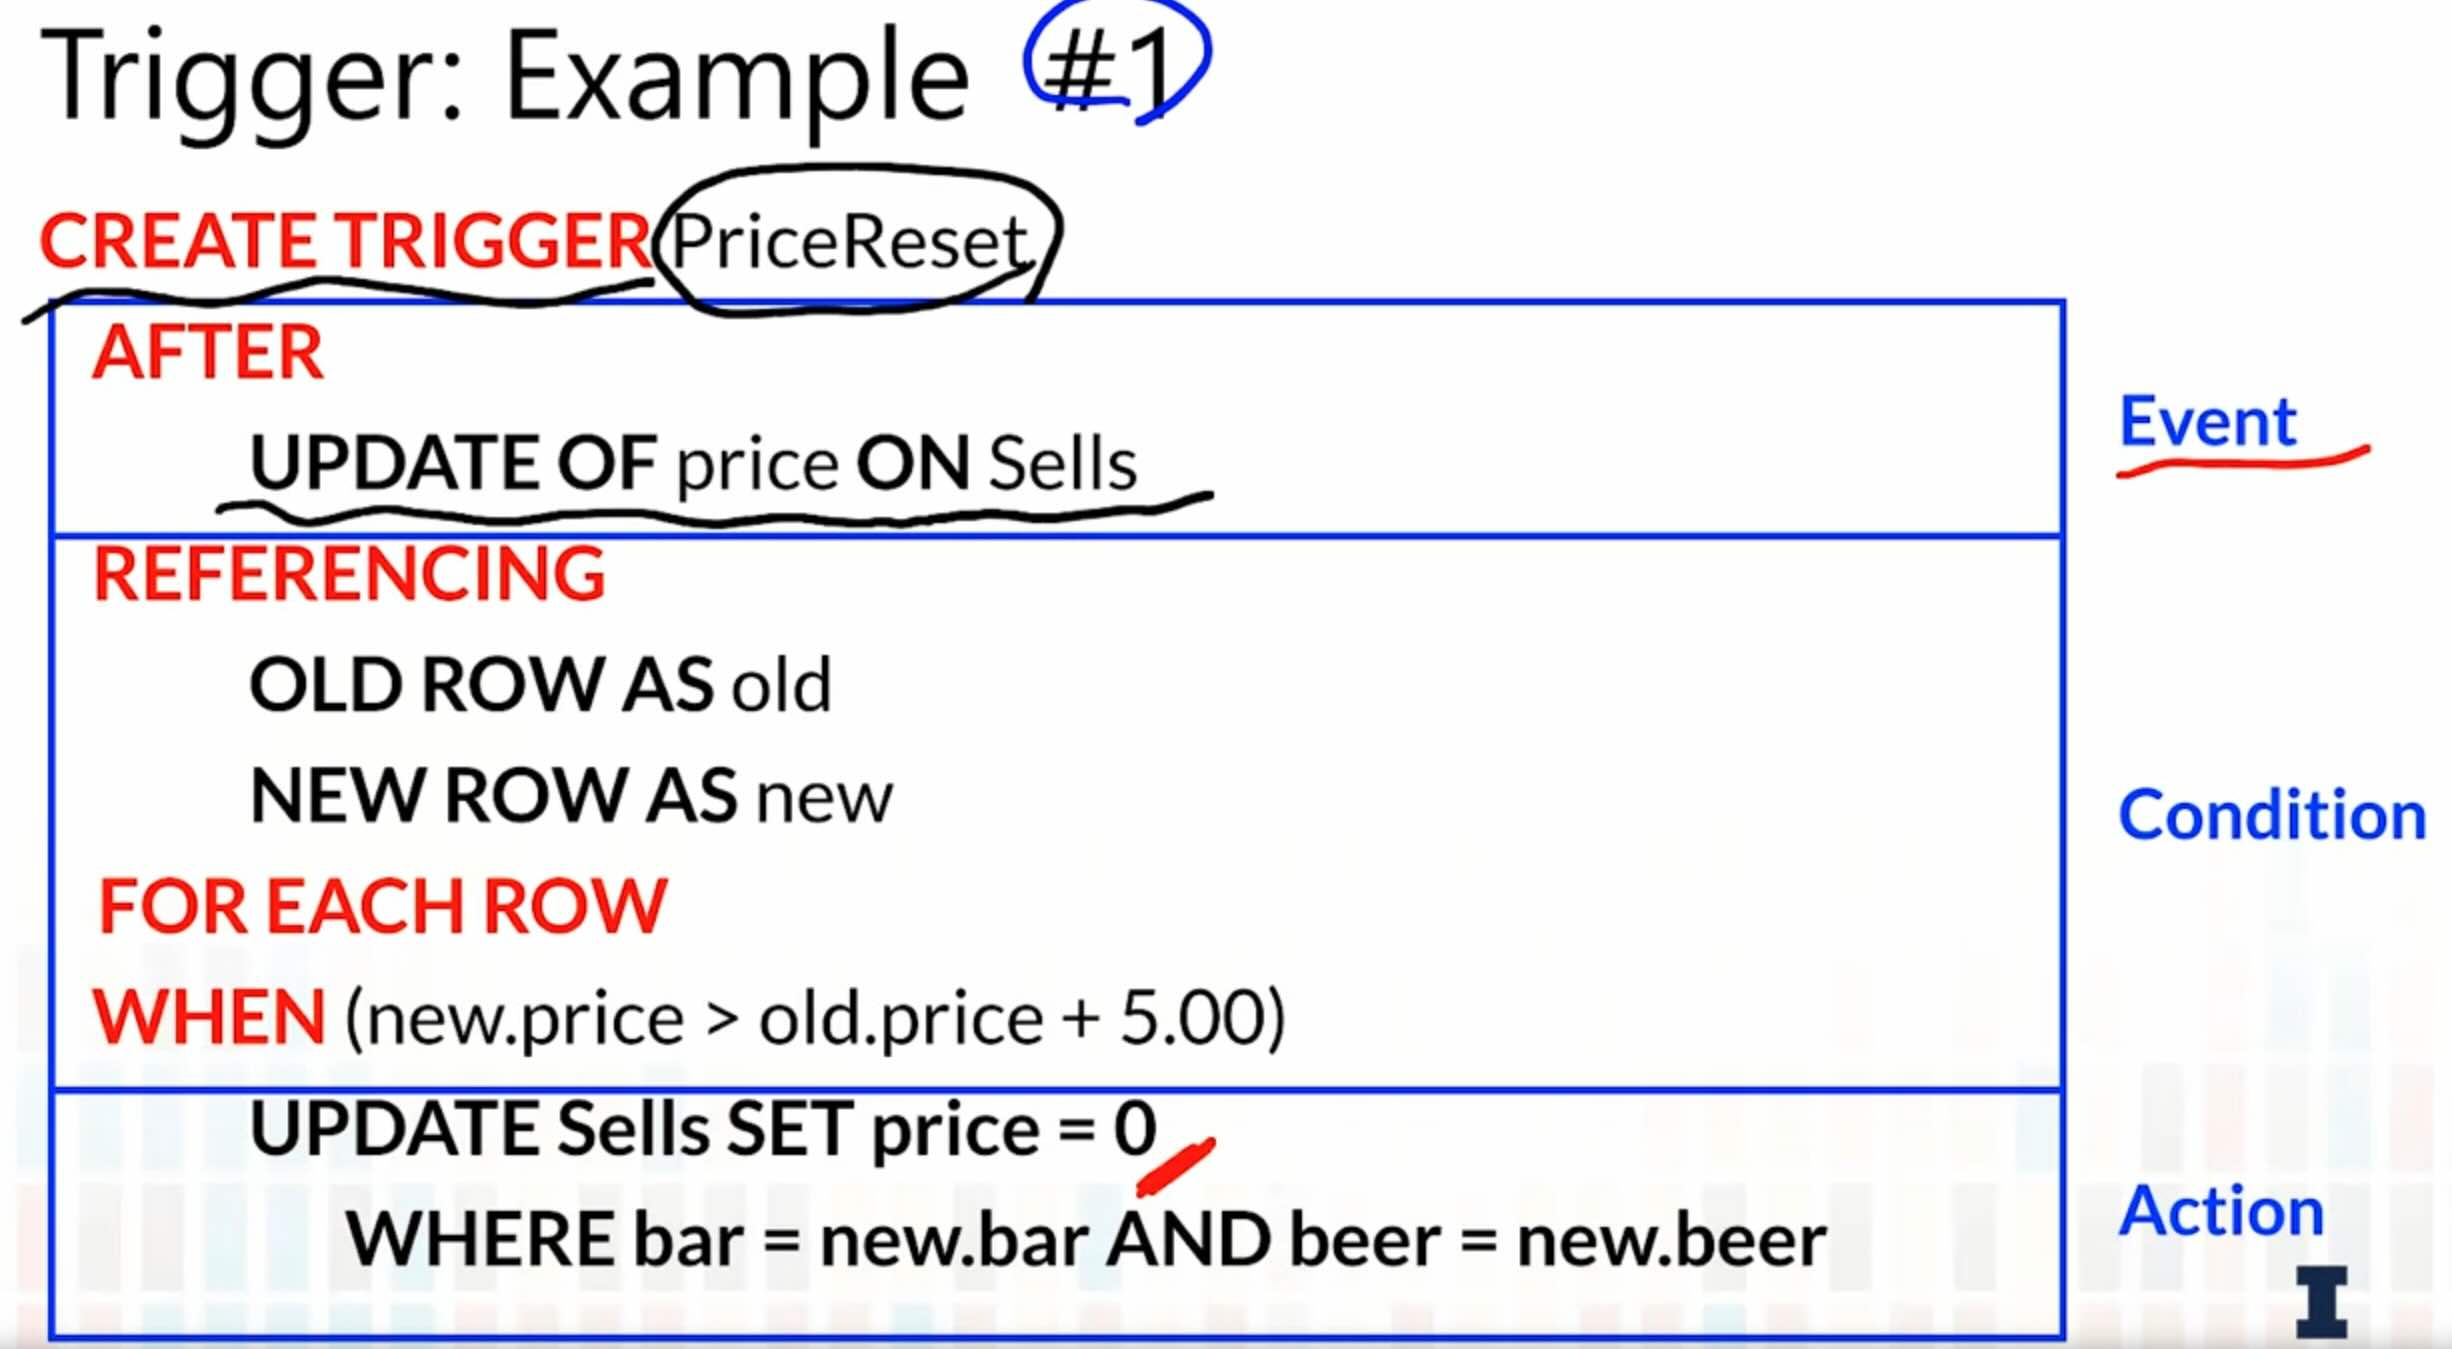 Trigger: Example #1
CREATE TRIGGER PriceReset
AFTER
UPDATE OF price ON Sells
Event
REFERENCING
OLD ROW AS old
NEW ROW AS new
Condition
FOR EACH ROW
WHEN (new.price > old.price + 5.00)
UPDATE Sells SET price = 0
WHERE bar = new.bar AND beer = new.beer
Action
I